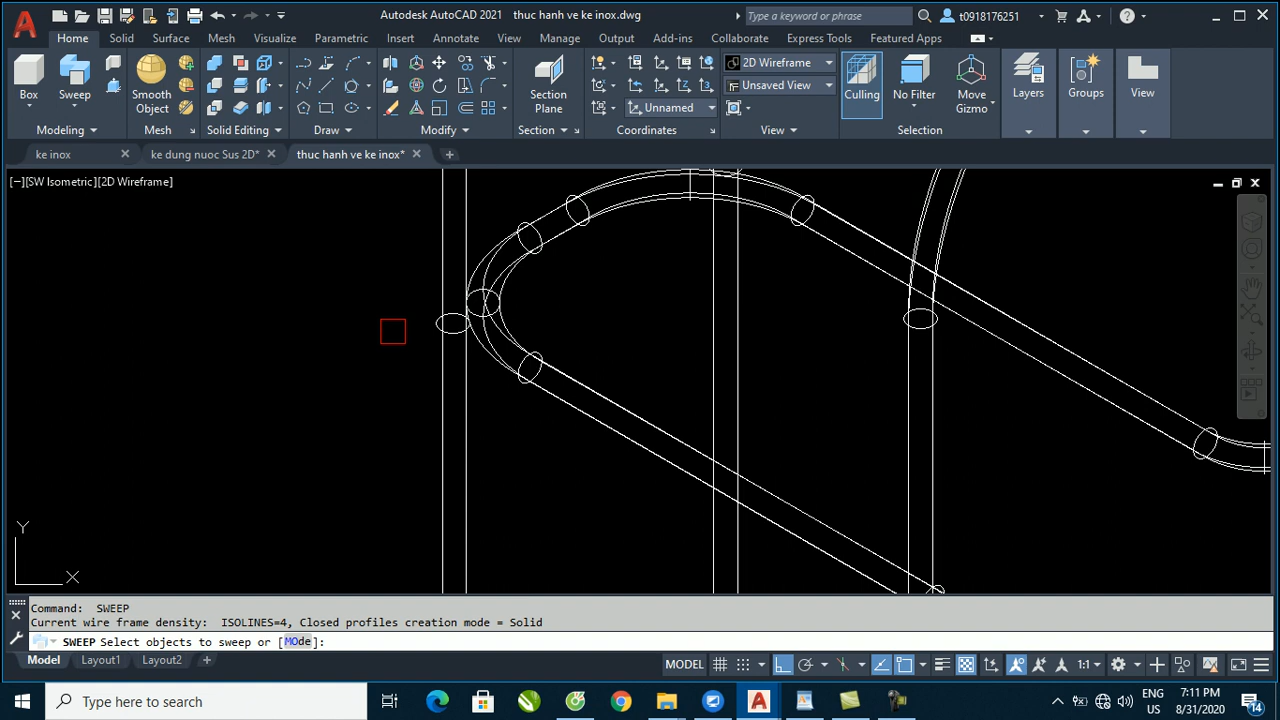 Autodesk AutoCAD 2021 thuc hanh ve ke inox.dwg Type a keyword or phrase t0918176251
Home Solid Surface Mesh Visualize Parametric Insert Annotate View Manage Output Add-ins Collaborate Express Tools Featured Apps
2D Wireframe
Unsaved View
Box Sweep Smooth Object Section Plane Unnamed Culling No Filter Move Gizmo Layers Groups View
Modeling Mesh Solid Editing Draw Modify Section Coordinates View Selection
ke inox ke dung nuoc Sus 2D* thuc hanh ve ke inox*
[−][SW Isometric][2D Wireframe]
Y
X
Command: SWEEP
Current wire frame density: ISOLINES=4, Closed profiles creation mode = Solid
SWEEP Select objects to sweep or [MOde]:
Model Layout1 Layout2 + MODEL 1:1
Type here to search ENG 7:11 PM
US 8/31/2020 14